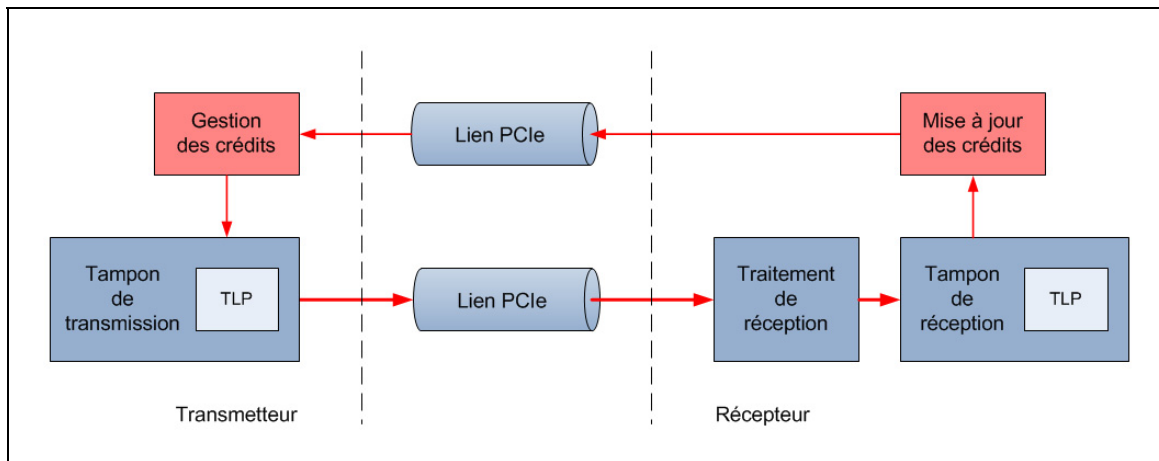 Gestion
des crédits
Lien PCIe
Mise à jour
des crédits
Tampon
de
transmission
TLP
Lien PCIe
Traitement
de
réception
Tampon
de
réception
TLP
Transmetteur
Récepteur